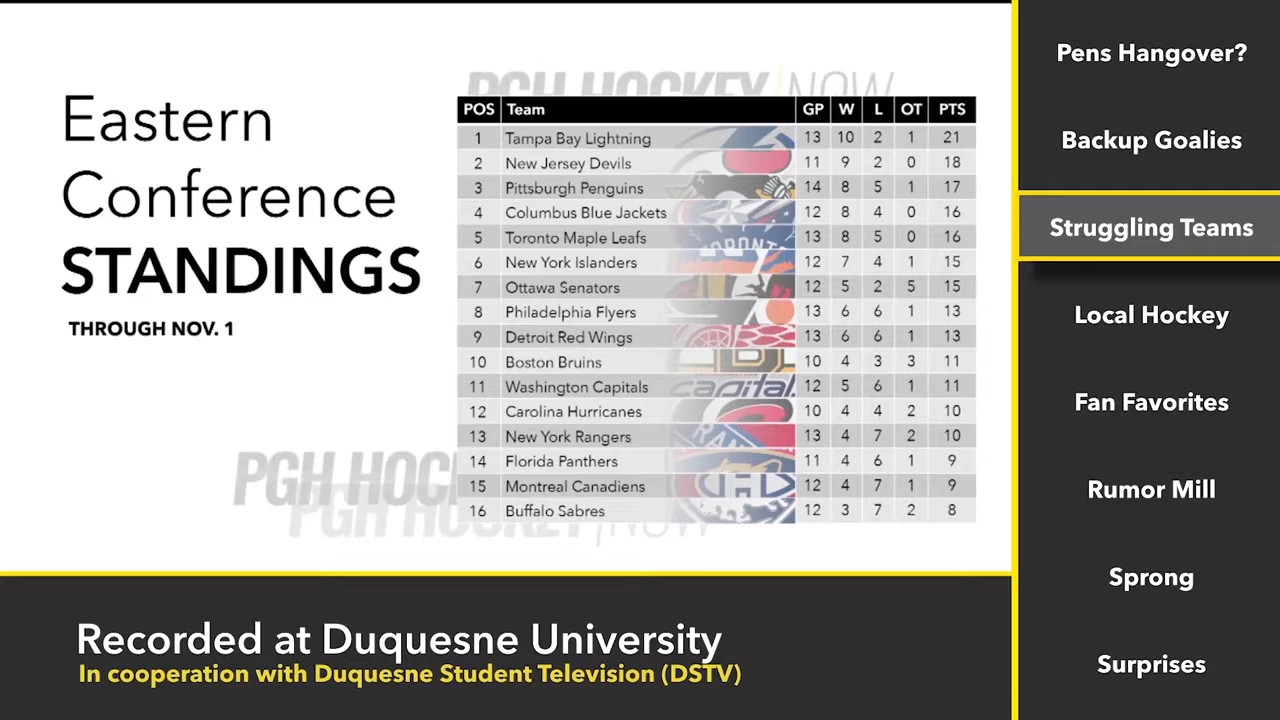 Eastern
Conference
STANDINGS
THROUGH NOV. 1
PGH HOCKEY NOW
POS Team GP W L OT PTS
1 Tampa Bay Lightning 13 10 2 1 21
2 New Jersey Devils 11 9 2 0 18
3 Pittsburgh Penguins 14 8 5 1 17
4 Columbus Blue Jackets 12 8 4 0 16
5 Toronto Maple Leafs 13 8 5 0 16
6 New York Islanders 12 7 4 1 15
7 Ottawa Senators 12 5 2 5 15
8 Philadelphia Flyers 13 6 6 1 13
9 Detroit Red Wings 13 6 6 1 13
10 Boston Bruins 10 4 3 3 11
11 Washington Capitals 12 5 6 1 11
12 Carolina Hurricanes 10 4 4 2 10
13 New York Rangers 13 4 7 2 10
14 Florida Panthers 11 4 6 1 9
15 Montreal Canadiens 12 4 7 1 9
16 Buffalo Sabres 12 3 7 2 8
PGH HOC
PGH HOCKEY NOW
Recorded at Duquesne University
In cooperation with Duquesne Student Television (DSTV)
Pens Hangover?
Backup Goalies
Struggling Teams
Local Hockey
Fan Favorites
Rumor Mill
Sprong
Surprises